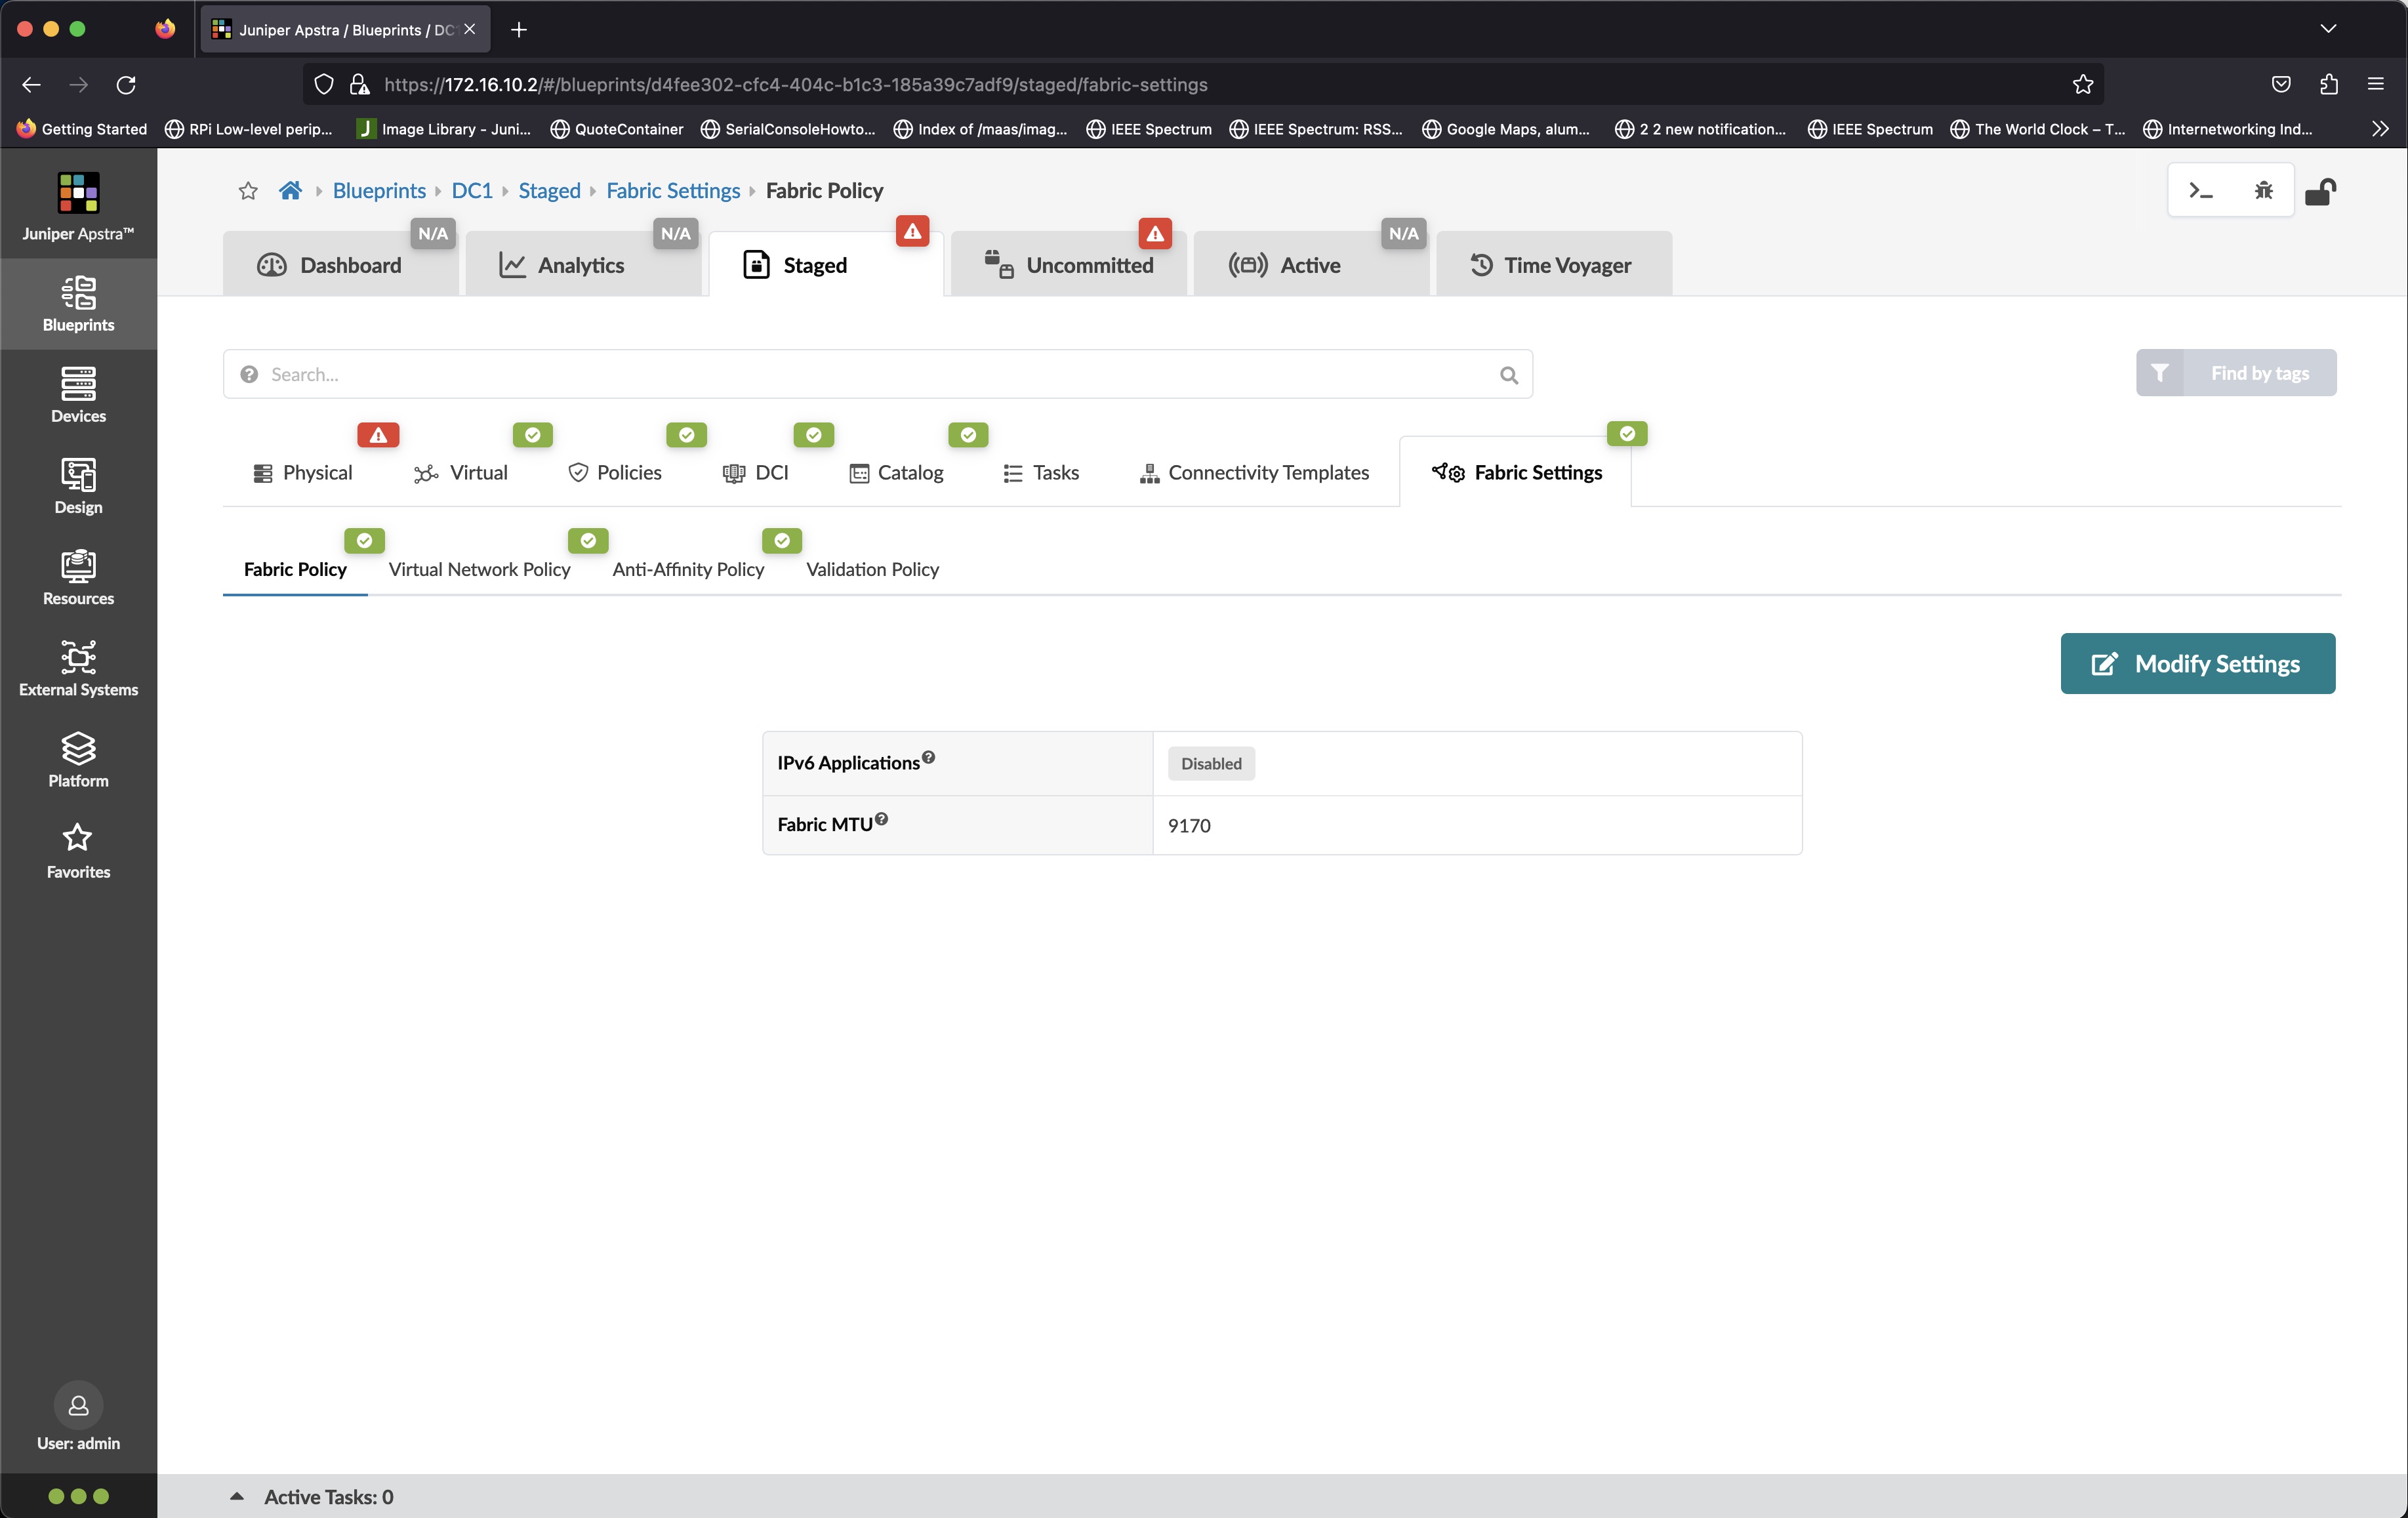 Juniper Apstra / Blueprints / DC
https://172.16.10.2/#/blueprints/d4fee302-cfc4-404c-b1c3-185a39c7adf9/staged/fabric-settings
Getting Started
RPi Low-level perip...
J
Image Library - Juni...
QuoteContainer
SerialConsoleHowto...
Index of /maas/imag...
IEEE Spectrum
IEEE Spectrum: RSS...
Google Maps, alum...
2 2 new notification...
IEEE Spectrum
The World Clock – T...
Internetworking Ind...
Juniper Apstra™
Blueprints
Devices
Design
Resources
External Systems
Platform
Favorites
User: admin
Blueprints
DC1
Staged
Fabric Settings
Fabric Policy
N/A
Dashboard
N/A
Analytics
Staged
Uncommitted
N/A
Active
Time Voyager
Search...
Find by tags
Physical
Virtual
Policies
DCI
Catalog
Tasks
Connectivity Templates
Fabric Settings
Fabric Policy
Virtual Network Policy
Anti-Affinity Policy
Validation Policy
Modify Settings
IPv6 Applications
Disabled
Fabric MTU
9170
Active Tasks: 0